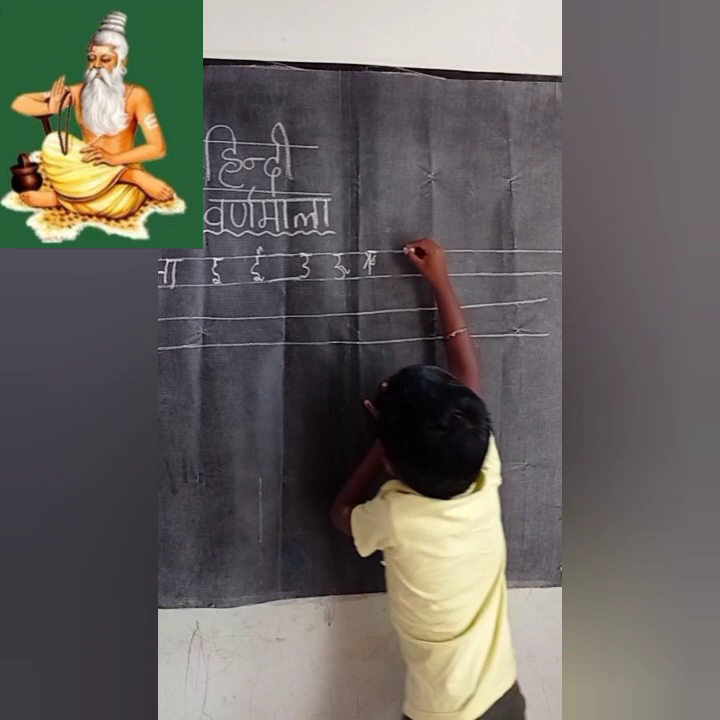 हिन्दी
वर्णमाला
इ ई उ ऊ ऋ